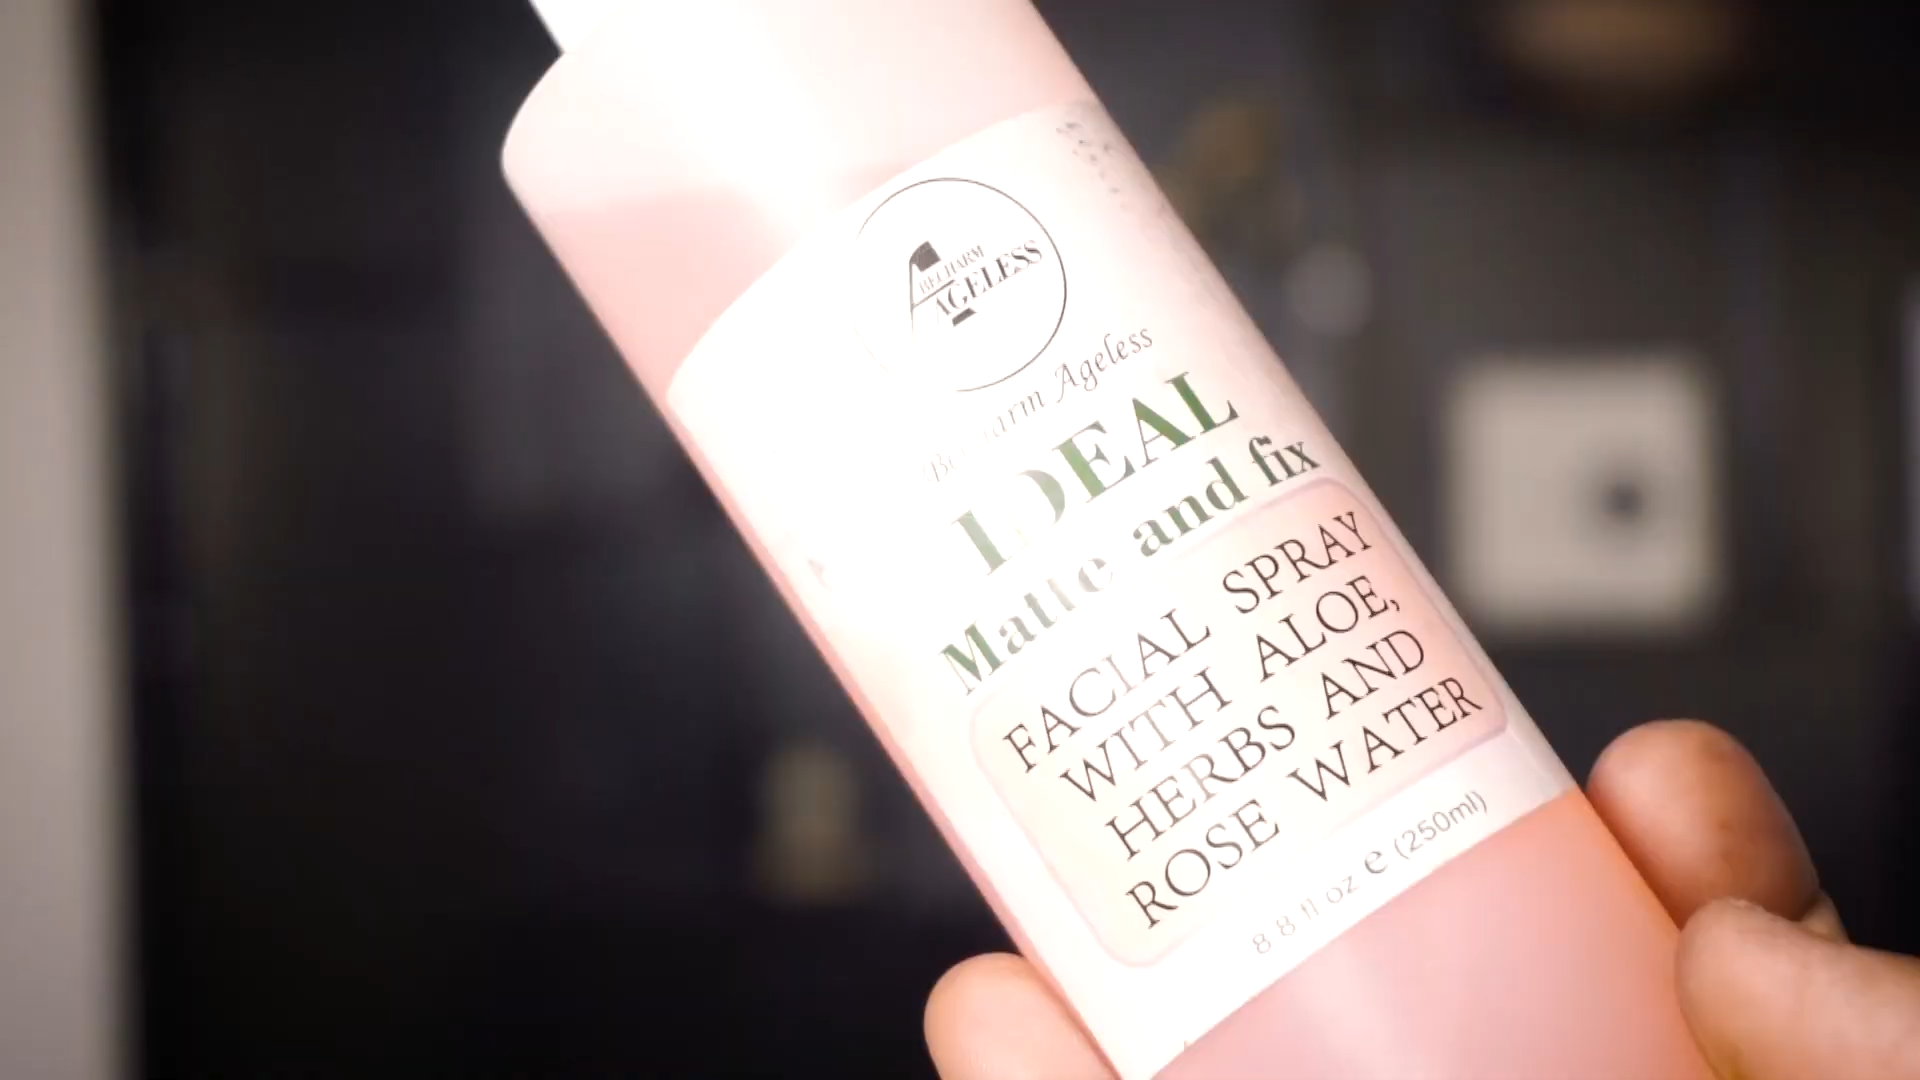 BECHARM
AGELESS
Ageless
IDEAL
Matte and fix
FACIAL SPRAY
WITH ALOE,
HERBS AND
ROSE WATER
8 8 fl oz e (250ml)